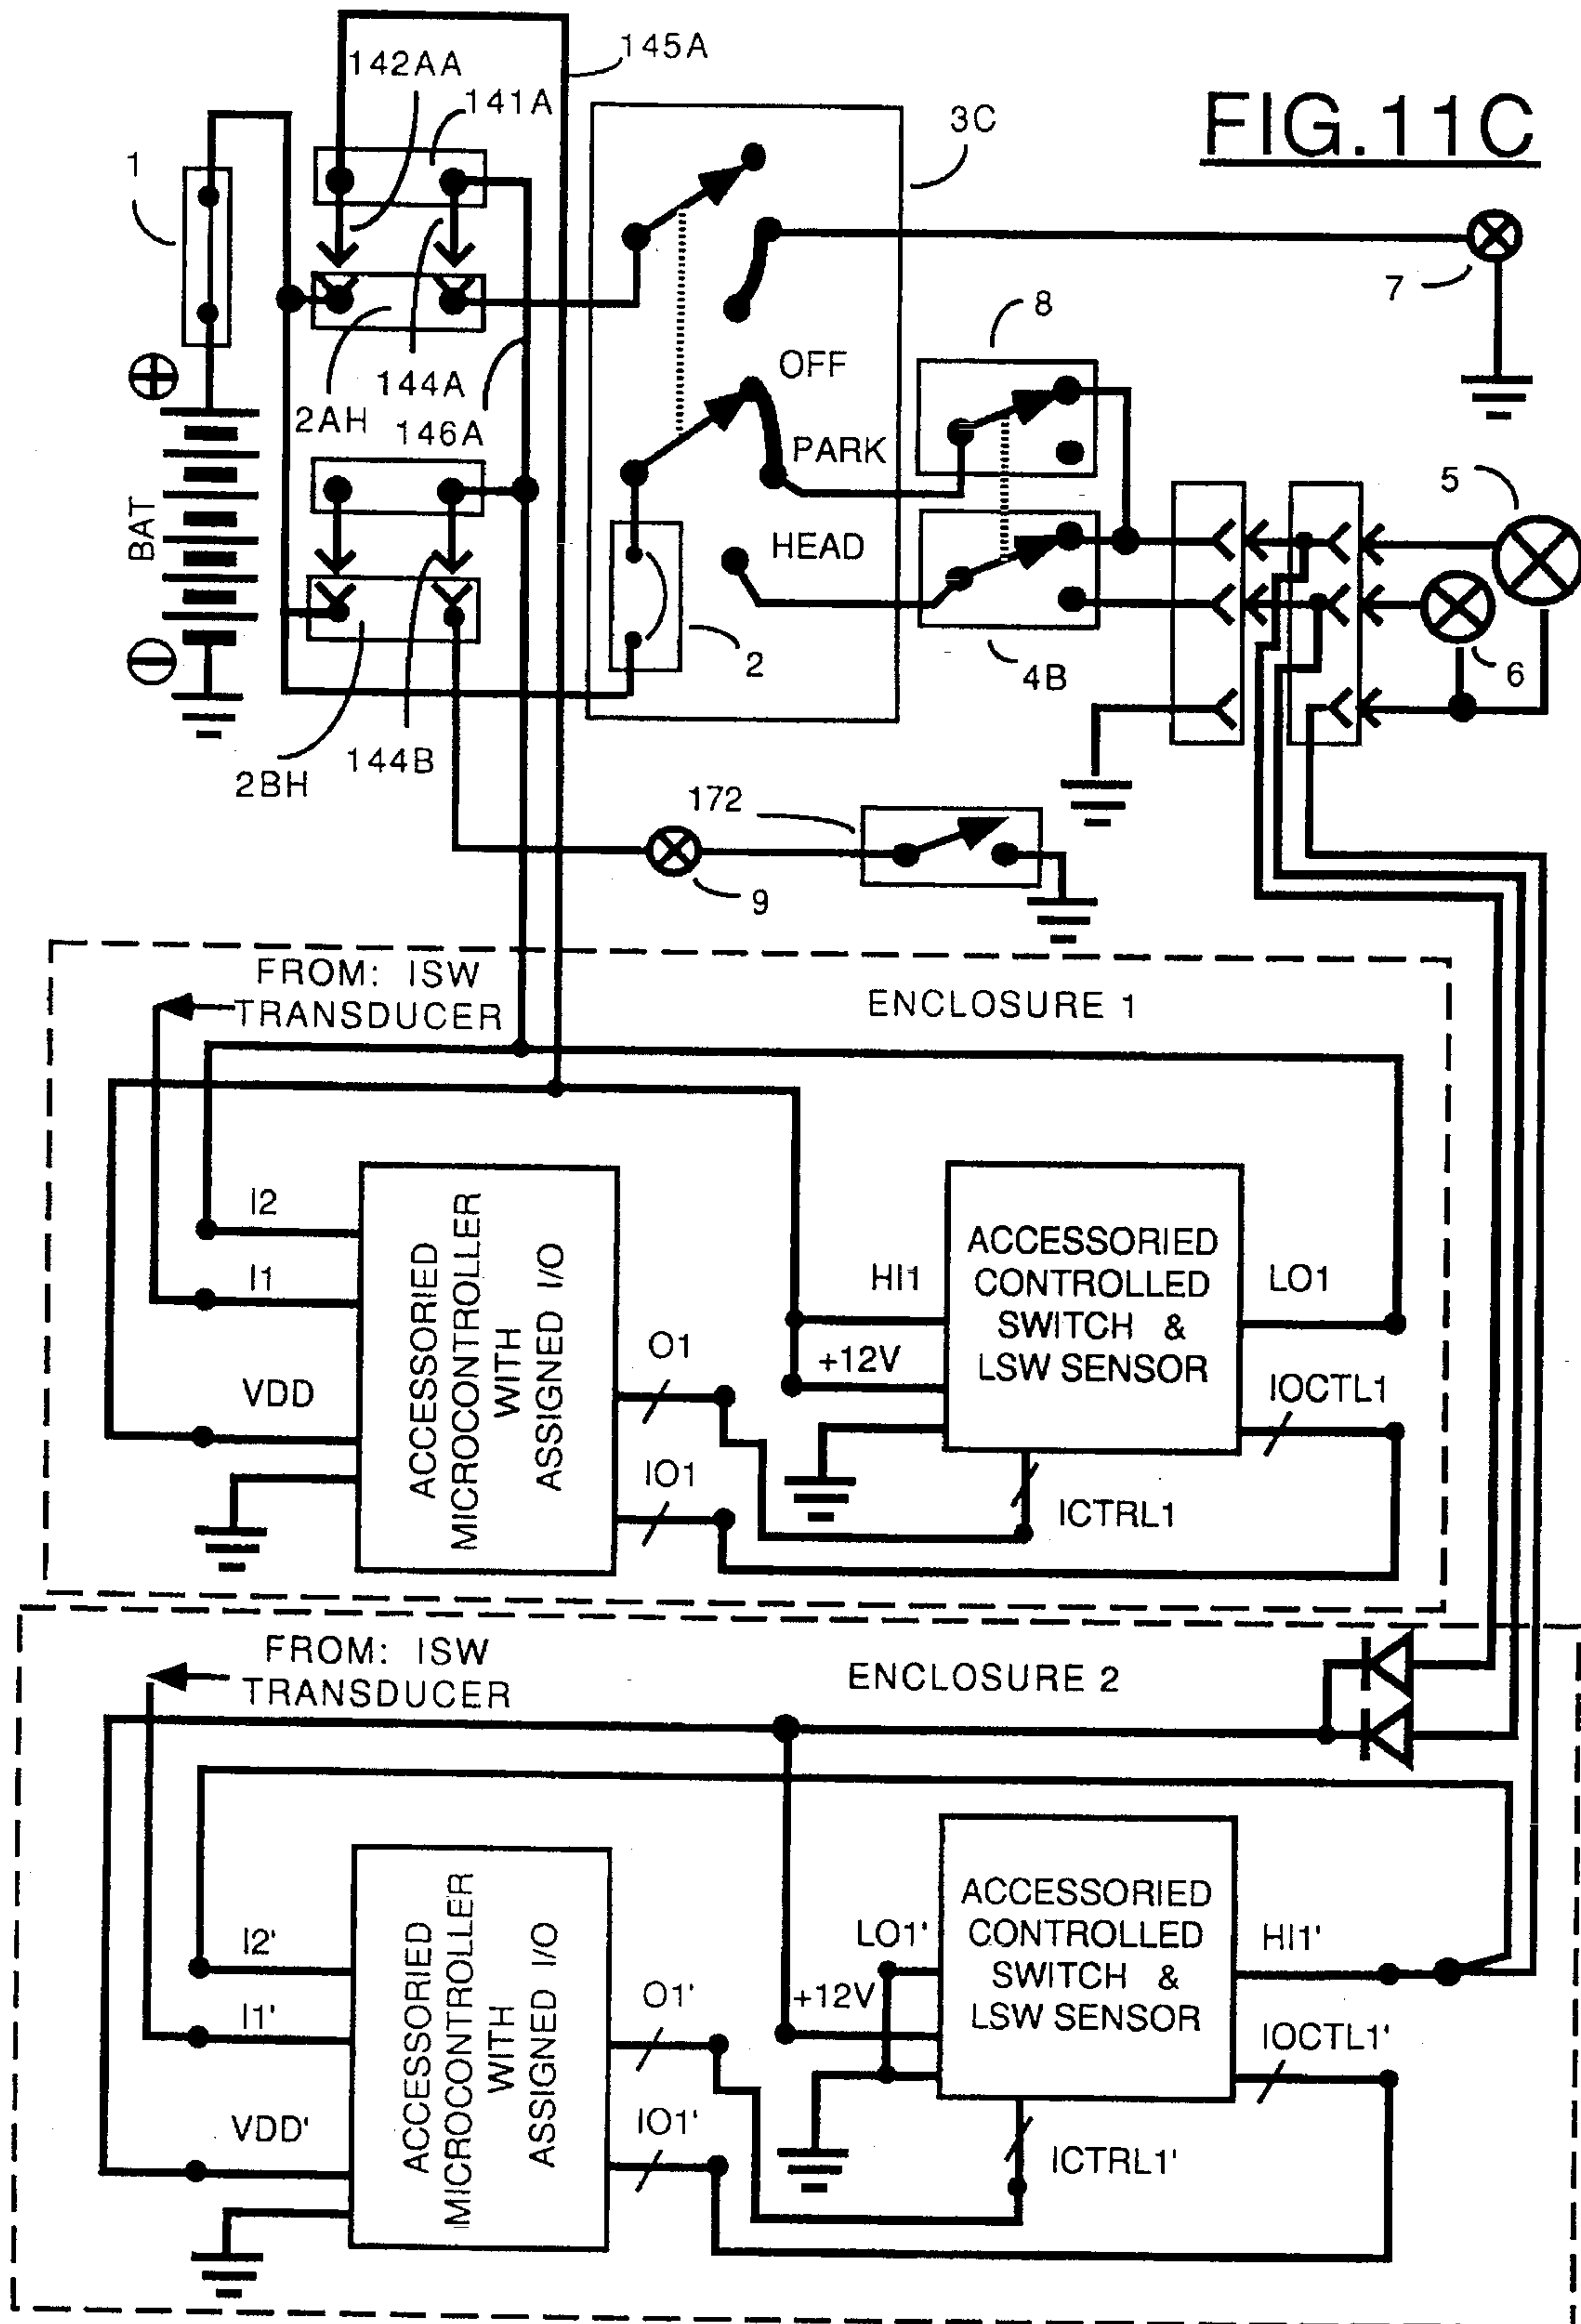 FIG.11C
145A
142AA
141A
3C
1
7
8
OFF
144A
2AH
146A
PARK
5
BAT
HEAD
2
4B
6
144B
2BH
172
9
FROM: ISW
TRANSDUCER
ENCLOSURE 1
I2
I1
VDD
ACCESSORIED
MICROCONTROLLER
WITH
ASSIGNED I/O
O1
IO1
HI1
+12V
ACCESSORIED
CONTROLLED
SWITCH &
LSW SENSOR
LO1
IOCTL1
ICTRL1
FROM: ISW
TRANSDUCER
ENCLOSURE 2
I2'
I1'
VDD'
ACCESSORIED
MICROCONTROLLER
WITH
ASSIGNED I/O
O1'
IO1'
LO1'
+12V
ACCESSORIED
CONTROLLED
SWITCH &
LSW SENSOR
HI1'
IOCTL1'
ICTRL1'